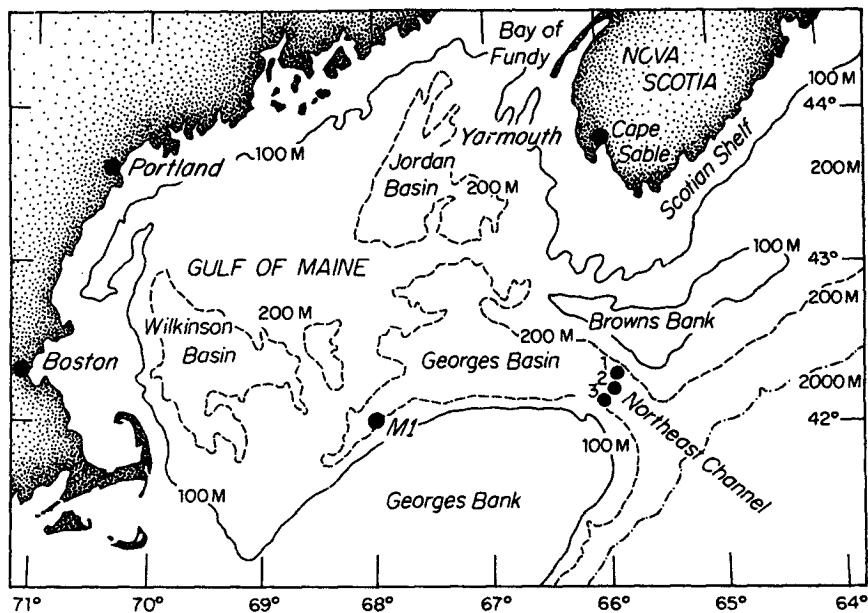 Bay of
Fundy
NOVA
SCOTIA
100 M
44°
Yarmouth
Cape
Sable
100 M
Portland
Jordan
Basin
200 M
Scotian Shelf
200 M
GULF OF MAINE
100 M
43°
200 M
Wilkinson
Basin
200 M
200 M
Browns Bank
Boston
Georges Basin
1
2
3
2000 M
Northeast Channel
42°
M1
100 M
100 M
Georges Bank
71°
70°
69°
68°
67°
66°
65°
64°